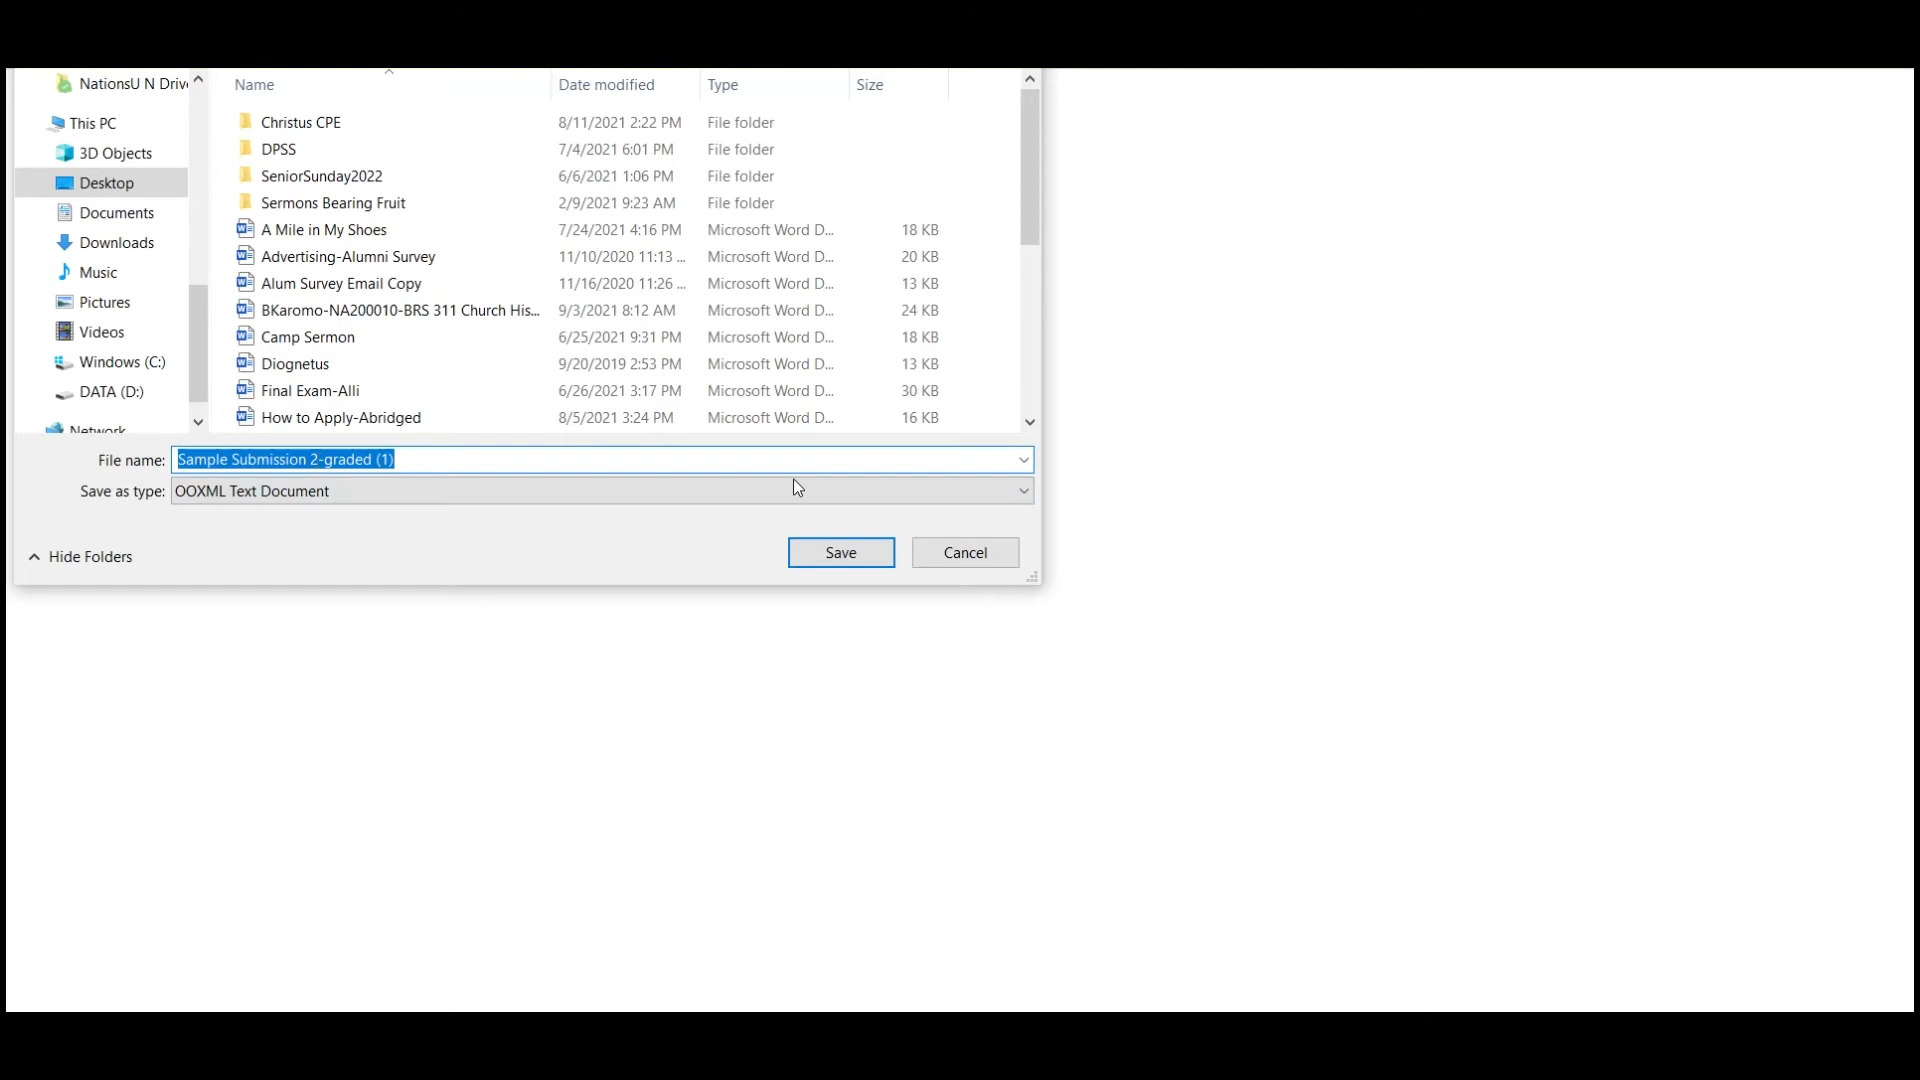 NationsU N Driv
This PC
3D Objects
Desktop
Documents
Downloads
Music
Pictures
Videos
Windows (C:)
DATA (D:)
Network
Name Date modified Type Size
Christus CPE 8/11/2021 2:22 PM File folder
DPSS 7/4/2021 6:01 PM File folder
SeniorSunday2022 6/6/2021 1:06 PM File folder
Sermons Bearing Fruit 2/9/2021 9:23 AM File folder
A Mile in My Shoes 7/24/2021 4:16 PM Microsoft Word D... 18 KB
Advertising-Alumni Survey 11/10/2020 11:13 ... Microsoft Word D... 20 KB
Alum Survey Email Copy 11/16/2020 11:26 ... Microsoft Word D... 13 KB
BKaromo-NA200010-BRS 311 Church His... 9/3/2021 8:12 AM Microsoft Word D... 24 KB
Camp Sermon 6/25/2021 9:31 PM Microsoft Word D... 18 KB
Diognetus 9/20/2019 2:53 PM Microsoft Word D... 13 KB
Final Exam-Alli 6/26/2021 3:17 PM Microsoft Word D... 30 KB
How to Apply-Abridged 8/5/2021 3:24 PM Microsoft Word D... 16 KB
File name: Sample Submission 2-graded (1)
Save as type: OOXML Text Document
Hide Folders
Save Cancel